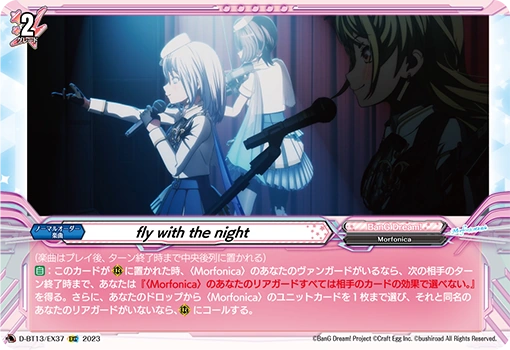 2
グレード
ノーマルオーダー
楽曲
fly with the night
BanG Dream!
Morfonica
(楽曲はプレイ後、ターン終了時まで中央後列に置かれる)
自：このカードが に置かれた時、〈Morfonica〉のあなたのヴァンガードがいるなら、次の相手のターン
終了時まで、あなたは『〈Morfonica〉のあなたのリアガードすべては相手のカードの効果で選べない。』
を得る。さらに、あなたのドロップから〈Morfonica〉のユニットカードを1枚まで選び、それと同名の
あなたのリアガードがいないなら、 にコールする。
D-BT13/EX37 2023
©BanG Dream! Project ©Craft Egg Inc. ©bushiroad All Rights Reserved.